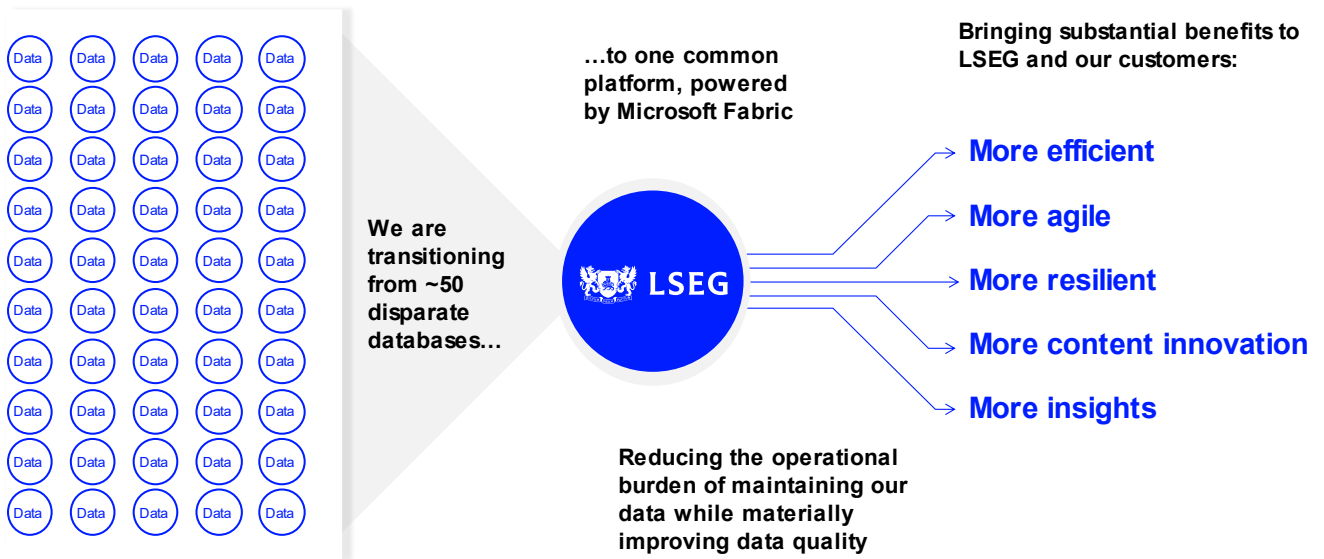 Data Data Data Data Data
Data Data Data Data Data
Data Data Data Data Data
Data Data Data Data Data
Data Data Data Data Data
Data Data Data Data Data
Data Data Data Data Data
Data Data Data Data Data
Data Data Data Data Data
Data Data Data Data Data
We are
transitioning
from ~50
disparate
databases…
…to one common
platform, powered
by Microsoft Fabric
LSEG
Reducing the operational
burden of maintaining our
data while materially
improving data quality
Bringing substantial benefits to
LSEG and our customers:
More efficient
More agile
More resilient
More content innovation
More insights